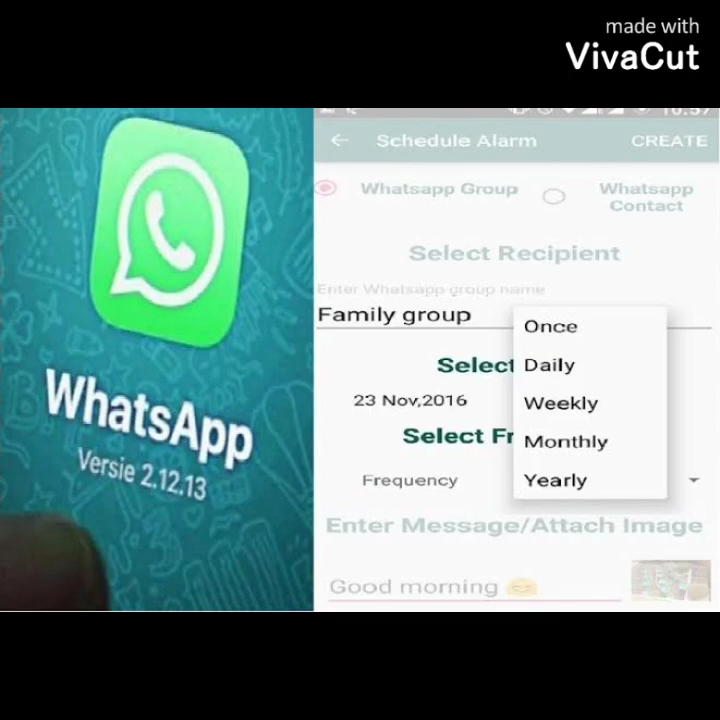 made with
VivaCut
WhatsApp
Versie 2.12.13
10:57
Schedule Alarm
CREATE
Whatsapp Group
Whatsapp
Contact
Select Recipient
Enter Whatsapp group name
Family group
Once
Select
Daily
23 Nov,2016
Weekly
Select Fr
Monthly
Frequency
Yearly
Enter Message/Attach Image
Good morning 😊